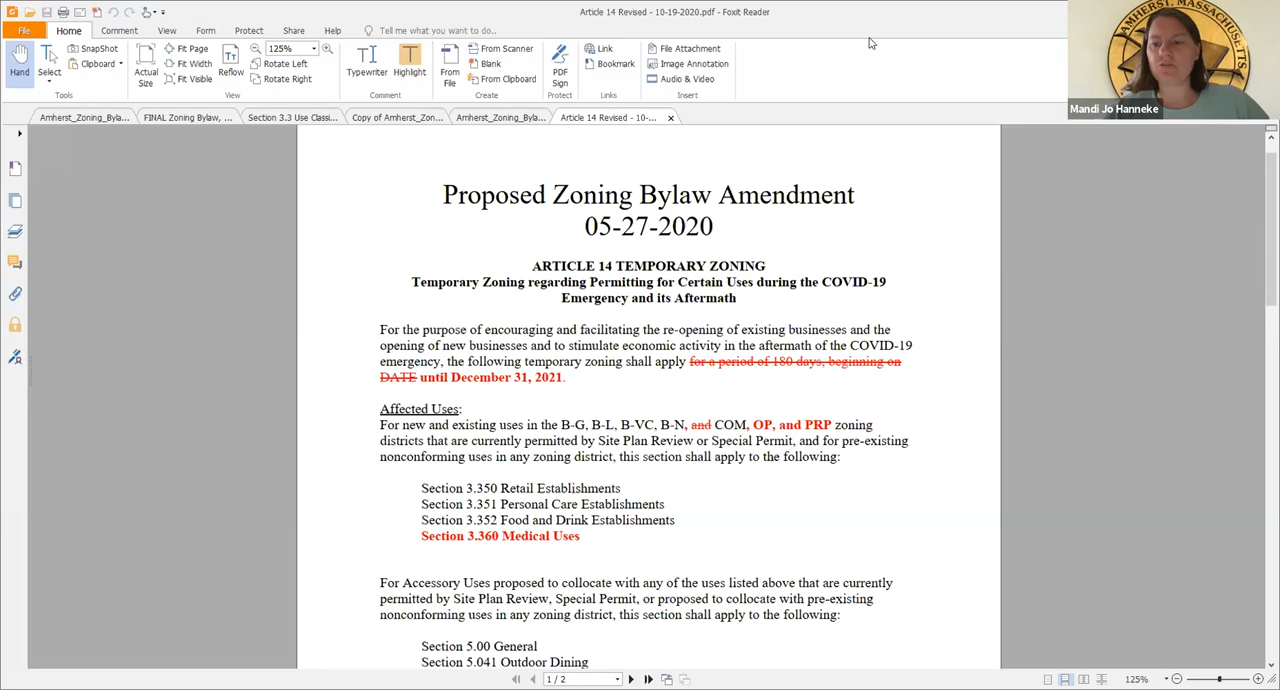 Article 14 Revised - 10-19-2020.pdf - Foxit Reader
File Home Comment View Form Protect Share Help Tell me what you want to do..
Hand
Select
SnapShot
Clipboard
Tools
Actual Size
Fit Page
Fit Width
Fit Visible
Reflow
125%
Rotate Left
Rotate Right
View
Typewriter
Highlight
Comment
From File
From Scanner
Blank
From Clipboard
Create
PDF Sign
Protect
Link
Bookmark
Links
File Attachment
Image Annotation
Audio & Video
Insert
AMHERST, MASSACHUSETTS
Mandi Jo Hanneke
Amherst_Zoning_Byla... FINAL Zoning Bylaw, ... Section 3.3 Use Classi... Copy of Amherst_Zon... Amherst_Zoning_Byla... Article 14 Revised - 10-...
Proposed Zoning Bylaw Amendment
05-27-2020
ARTICLE 14 TEMPORARY ZONING
Temporary Zoning regarding Permitting for Certain Uses during the COVID-19
Emergency and its Aftermath
For the purpose of encouraging and facilitating the re-opening of existing businesses and the
opening of new businesses and to stimulate economic activity in the aftermath of the COVID-19
emergency, the following temporary zoning shall apply for a period of 180 days, beginning on
DATE until December 31, 2021.
Affected Uses:
For new and existing uses in the B-G, B-L, B-VC, B-N, and COM, OP, and PRP zoning
districts that are currently permitted by Site Plan Review or Special Permit, and for pre-existing
nonconforming uses in any zoning district, this section shall apply to the following:
Section 3.350 Retail Establishments
Section 3.351 Personal Care Establishments
Section 3.352 Food and Drink Establishments
Section 3.360 Medical Uses
For Accessory Uses proposed to collocate with any of the uses listed above that are currently
permitted by Site Plan Review, Special Permit, or proposed to collocate with pre-existing
nonconforming uses in any zoning district, this section shall apply to the following:
Section 5.00 General
Section 5.041 Outdoor Dining
1 / 2
125%